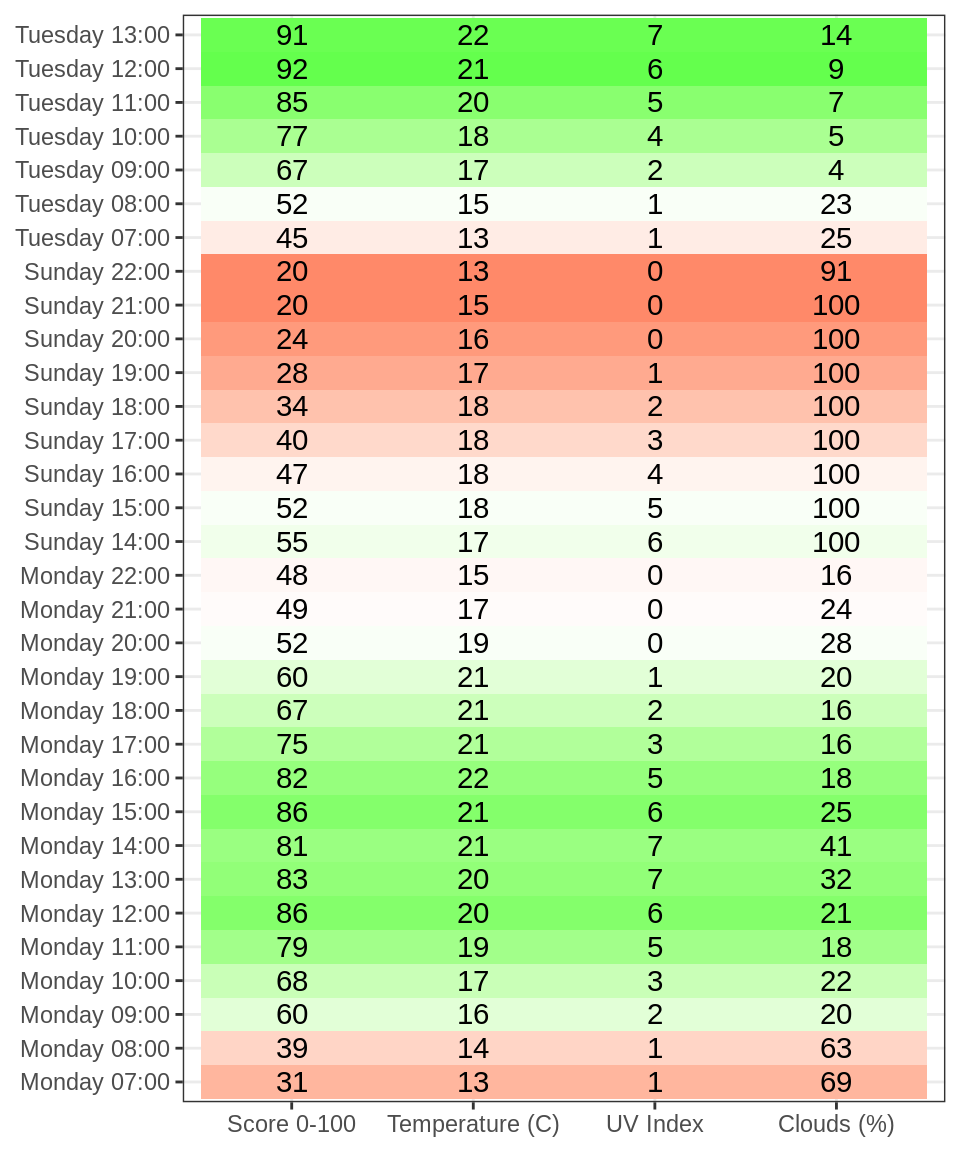 Tuesday 13:00 91 22 7 14
Tuesday 12:00 92 21 6 9
Tuesday 11:00 85 20 5 7
Tuesday 10:00 77 18 4 5
Tuesday 09:00 67 17 2 4
Tuesday 08:00 52 15 1 23
Tuesday 07:00 45 13 1 25
Sunday 22:00 20 13 0 91
Sunday 21:00 20 15 0 100
Sunday 20:00 24 16 0 100
Sunday 19:00 28 17 1 100
Sunday 18:00 34 18 2 100
Sunday 17:00 40 18 3 100
Sunday 16:00 47 18 4 100
Sunday 15:00 52 18 5 100
Sunday 14:00 55 17 6 100
Monday 22:00 48 15 0 16
Monday 21:00 49 17 0 24
Monday 20:00 52 19 0 28
Monday 19:00 60 21 1 20
Monday 18:00 67 21 2 16
Monday 17:00 75 21 3 16
Monday 16:00 82 22 5 18
Monday 15:00 86 21 6 25
Monday 14:00 81 21 7 41
Monday 13:00 83 20 7 32
Monday 12:00 86 20 6 21
Monday 11:00 79 19 5 18
Monday 10:00 68 17 3 22
Monday 09:00 60 16 2 20
Monday 08:00 39 14 1 63
Monday 07:00 31 13 1 69
Score 0-100 Temperature (C) UV Index Clouds (%)